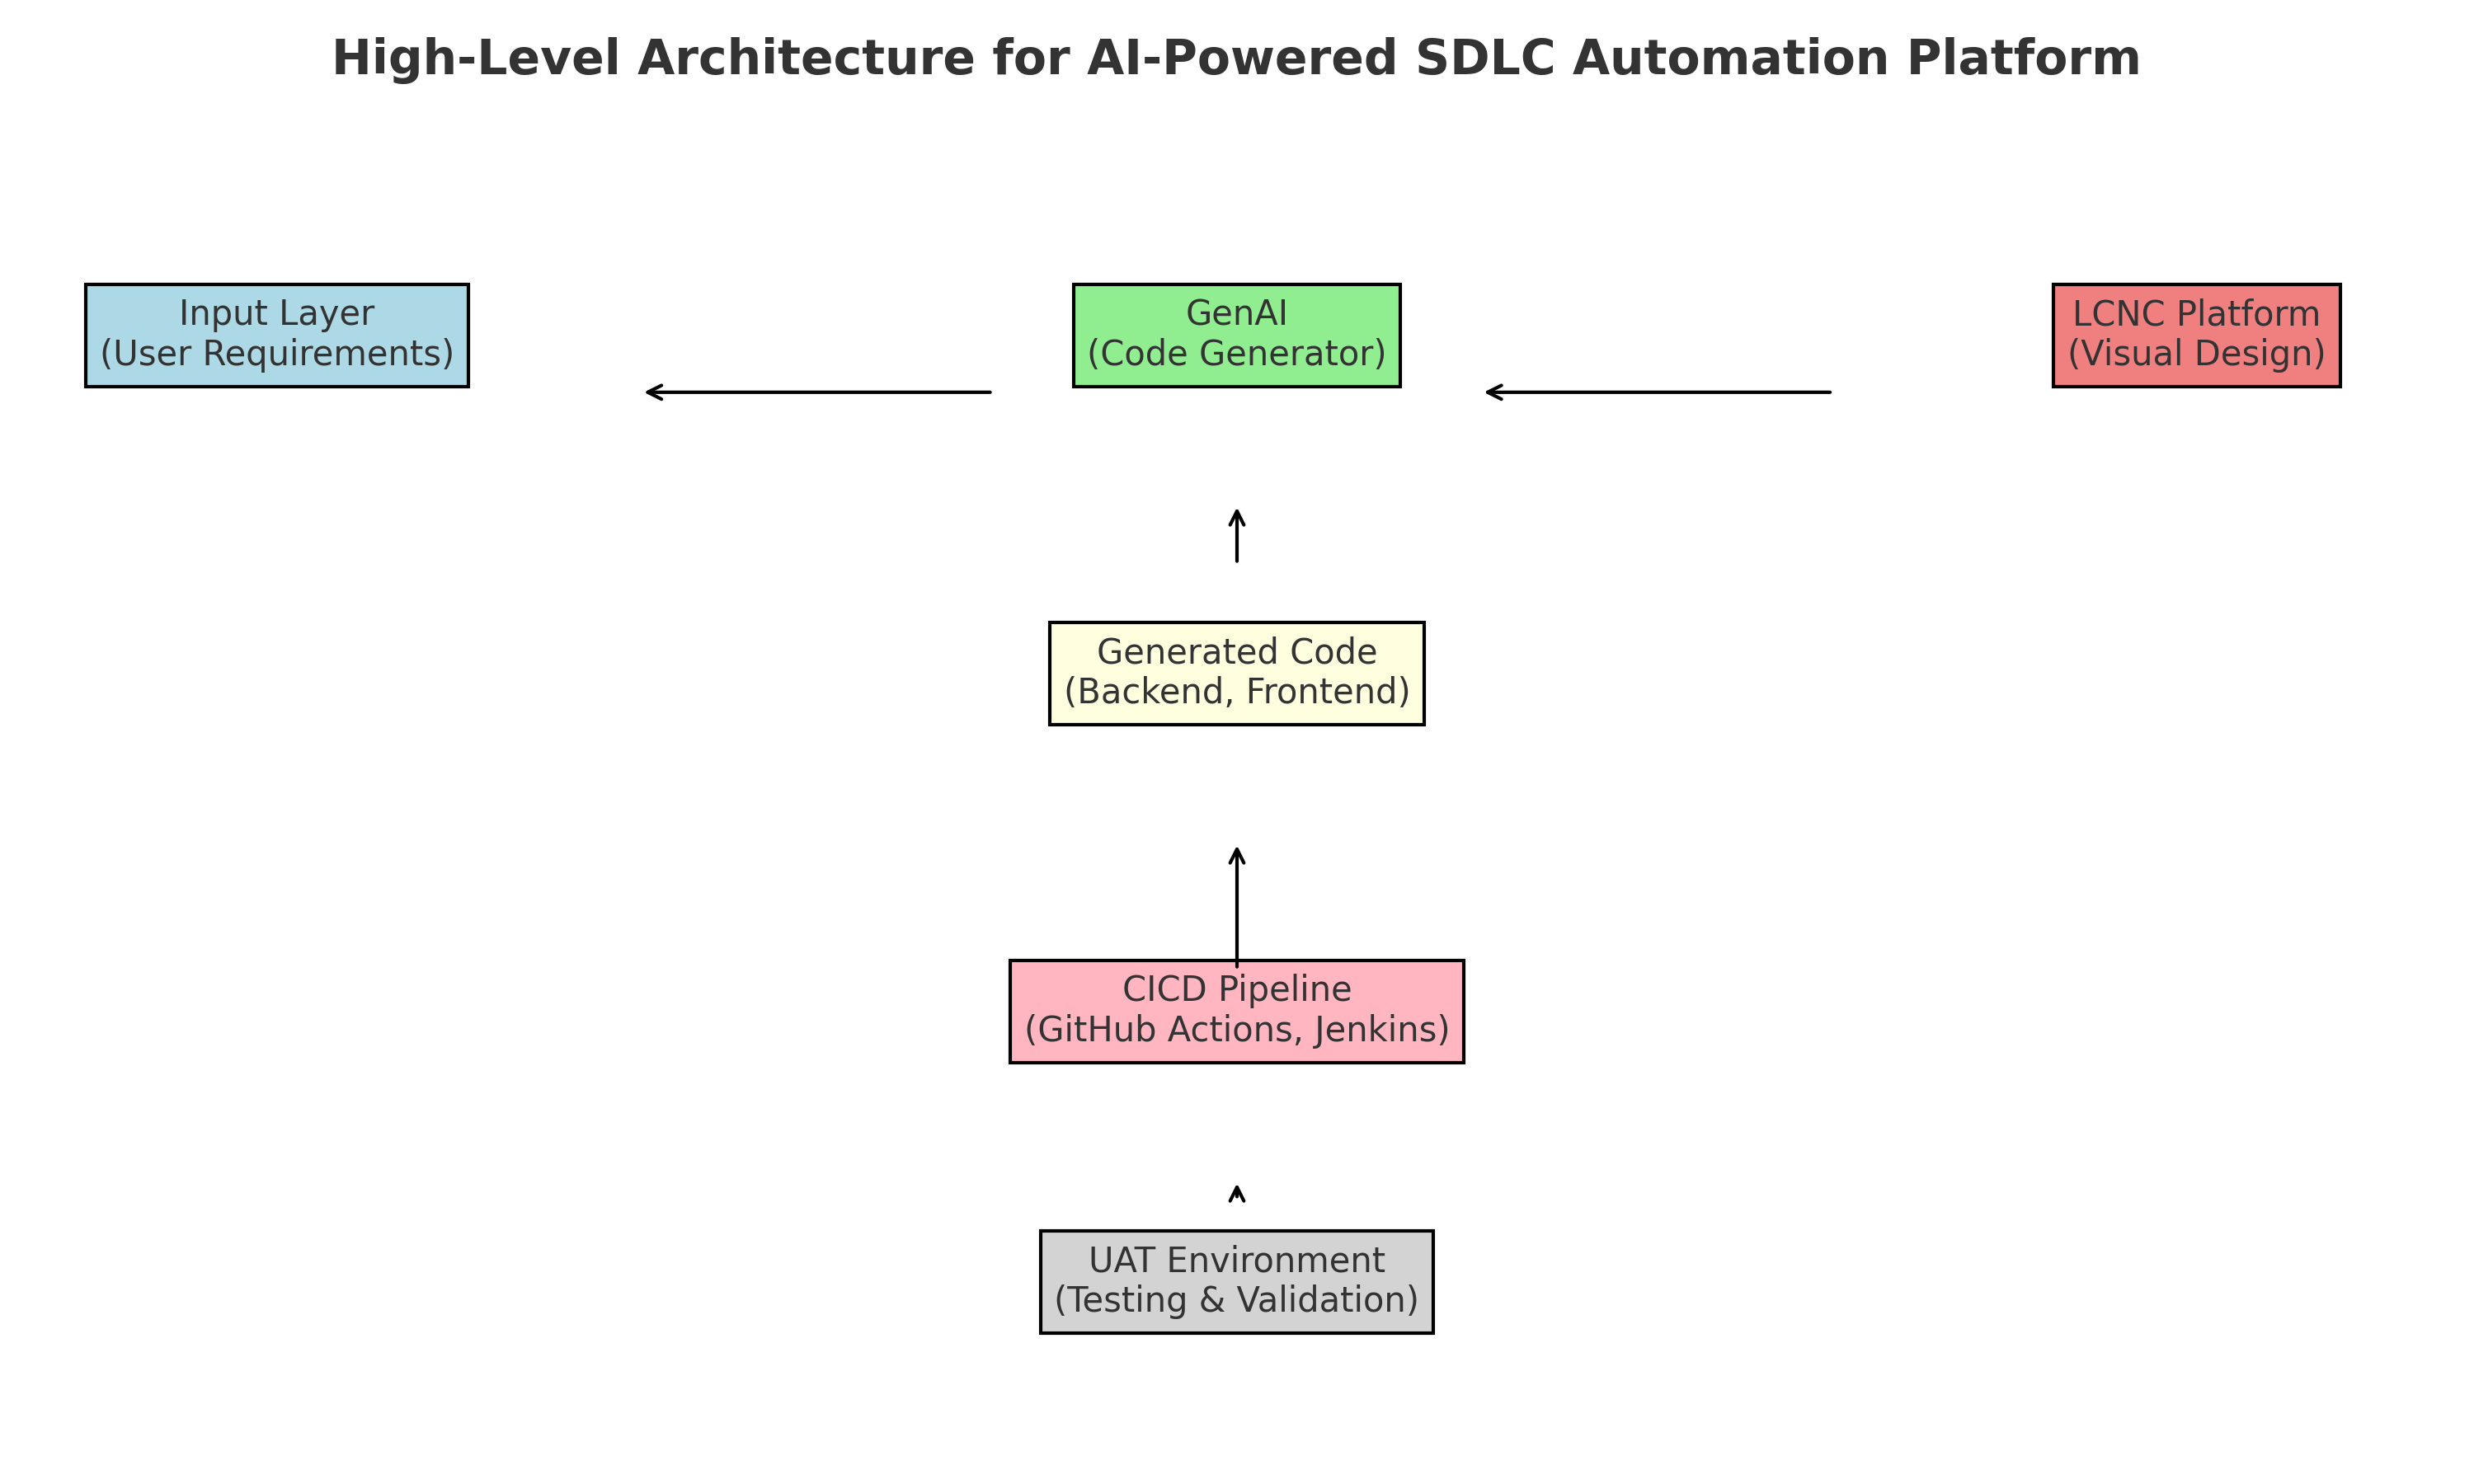 High-Level Architecture for AI-Powered SDLC Automation Platform
Input Layer
(User Requirements)
GenAI
(Code Generator)
LCNC Platform
(Visual Design)
Generated Code
(Backend, Frontend)
CICD Pipeline
(GitHub Actions, Jenkins)
UAT Environment
(Testing & Validation)